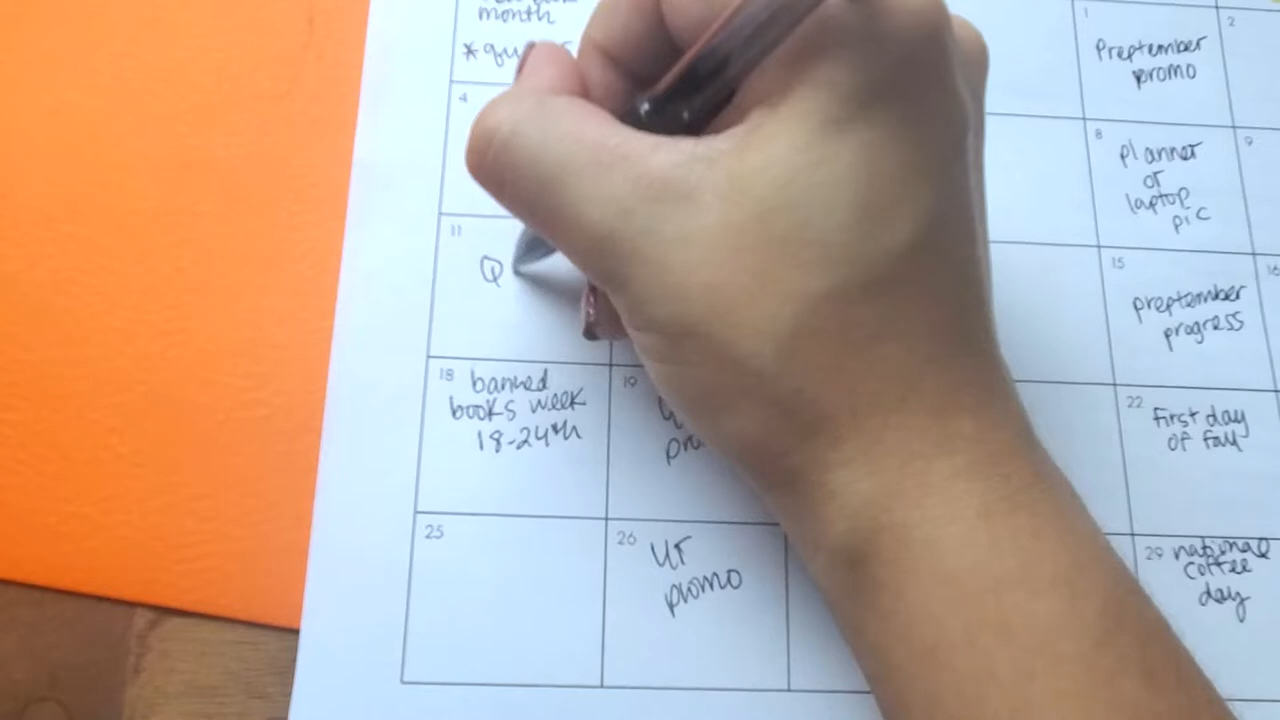 month
1
2
Preptember
promo
4
8
9
planner
or
laptop
pic
11
Q
15
16
preptember
progress
18
banned
books week
18-24th
19
22
first day
of fall
25
26
promo
29
national
coffee
day